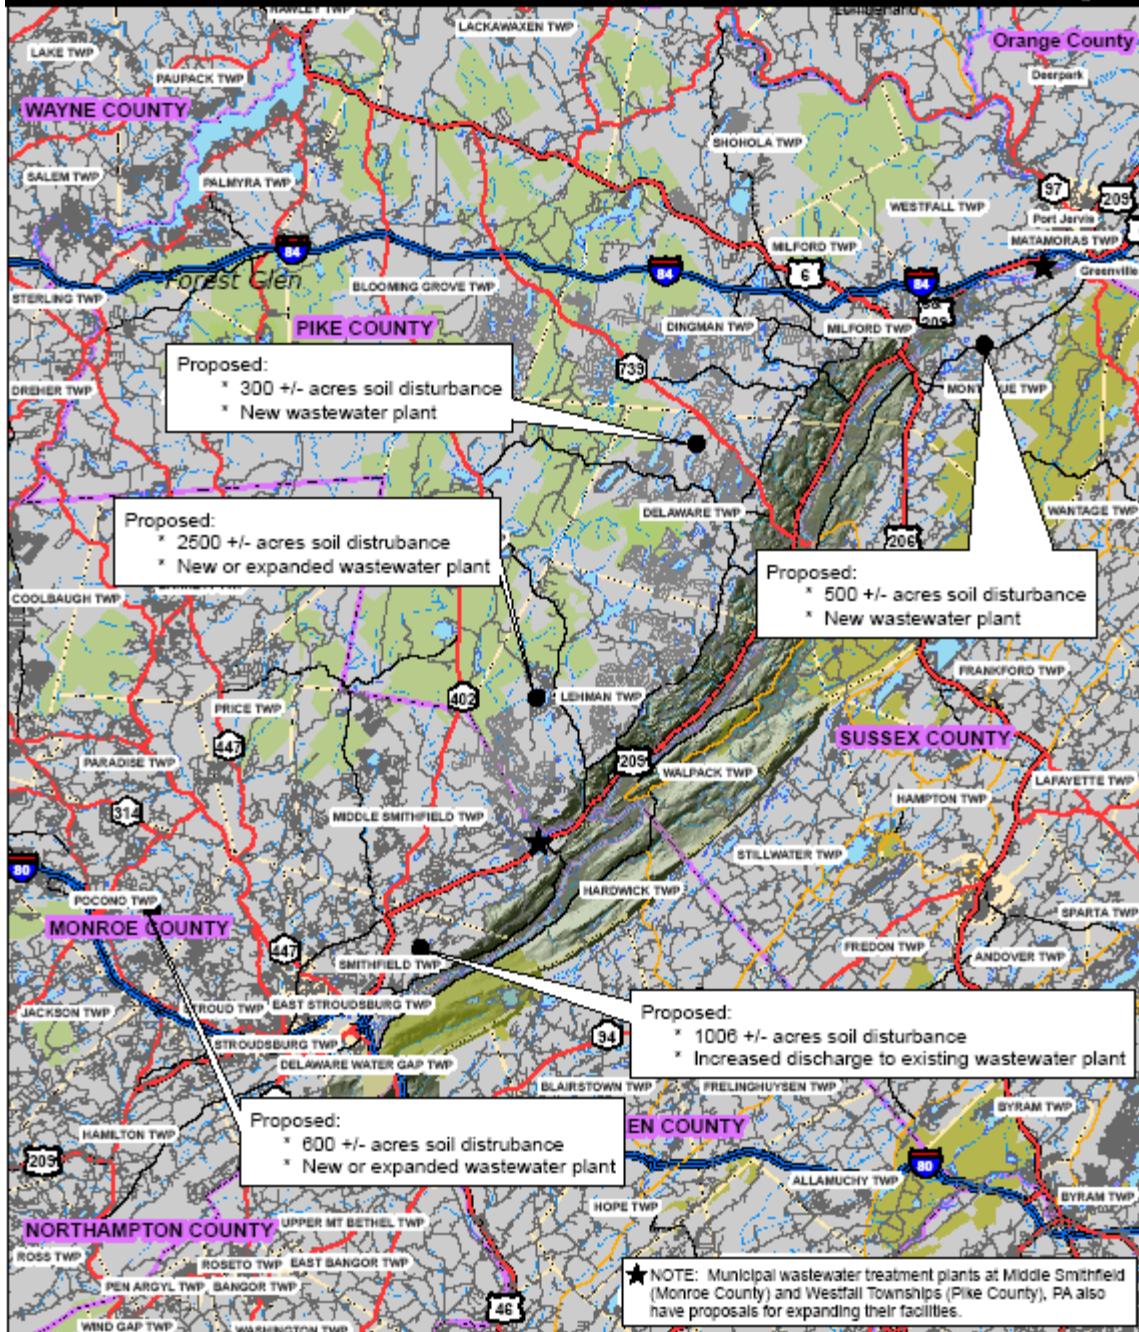 RAWLEY TWP
LACKAWAXEN TWP
LAKE TWP
Orange County
PAUPACK TWP
Deerpark
WAYNE COUNTY
SHOHOLA TWP
SALEM TWP
PALMYRA TWP
97
209
WESTFALL TWP
Port Jervis
MATAMORAS TWP
MILFORD TWP
84
84
6
84
Greenville
Forest Glen
BLOOMING GROVE TWP
STERLING TWP
209
PIKE COUNTY
DINGMAN TWP
MILFORD TWP
Proposed:
* 300 +/- acres soil disturbance
* New wastewater plant
739
DREHER TWP
DELAWARE TWP
WANTAGE TWP
Proposed:
* 2500 +/- acres soil distrubance
* New or expanded wastewater plant
206
Proposed:
* 500 +/- acres soil disturbance
* New wastewater plant
COOLBAUGH TWP
FRANKFORD TWP
402
LEHMAN TWP
PRICE TWP
447
SUSSEX COUNTY
PARADISE TWP
209
WALPACK TWP
LAFAYETTE TWP
HAMPTON TWP
314
MIDDLE SMITHFIELD TWP
STILLWATER TWP
80
HARDWICK TWP
POCONO TWP
SPARTA TWP
MONROE COUNTY
447
FREDON TWP
ANDOVER TWP
SMITHFIELD TWP
JACKSON TWP
STROUD TWP
EAST STROUDSBURG TWP
Proposed:
* 1006 +/- acres soil disturbance
* Increased discharge to existing wastewater plant
STROUDSBURG TWP
94
DELAWARE WATER GAP TWP
BLAIRSTOWN TWP
FRELINGHUYSEN TWP
BYRAM TWP
Proposed:
* 600 +/- acres soil distrubance
* New or expanded wastewater plant
EN COUNTY
HAMILTON TWP
209
80
ALLAMUCHY TWP
BYRAM TWP
HOPE TWP
NORTHAMPTON COUNTY
UPPER MT BETHEL TWP
ROSS TWP
ROSETO TWP
EAST BANGOR TWP
PEN ARGYL TWP
BANGOR TWP
46
WIND GAP TWP
WASHINGTON TWP
NOTE: Municipal wastewater treatment plants at Middle Smithfield
(Monroe County) and Westfall Townships (Pike County), PA also
have proposals for expanding their facilities.